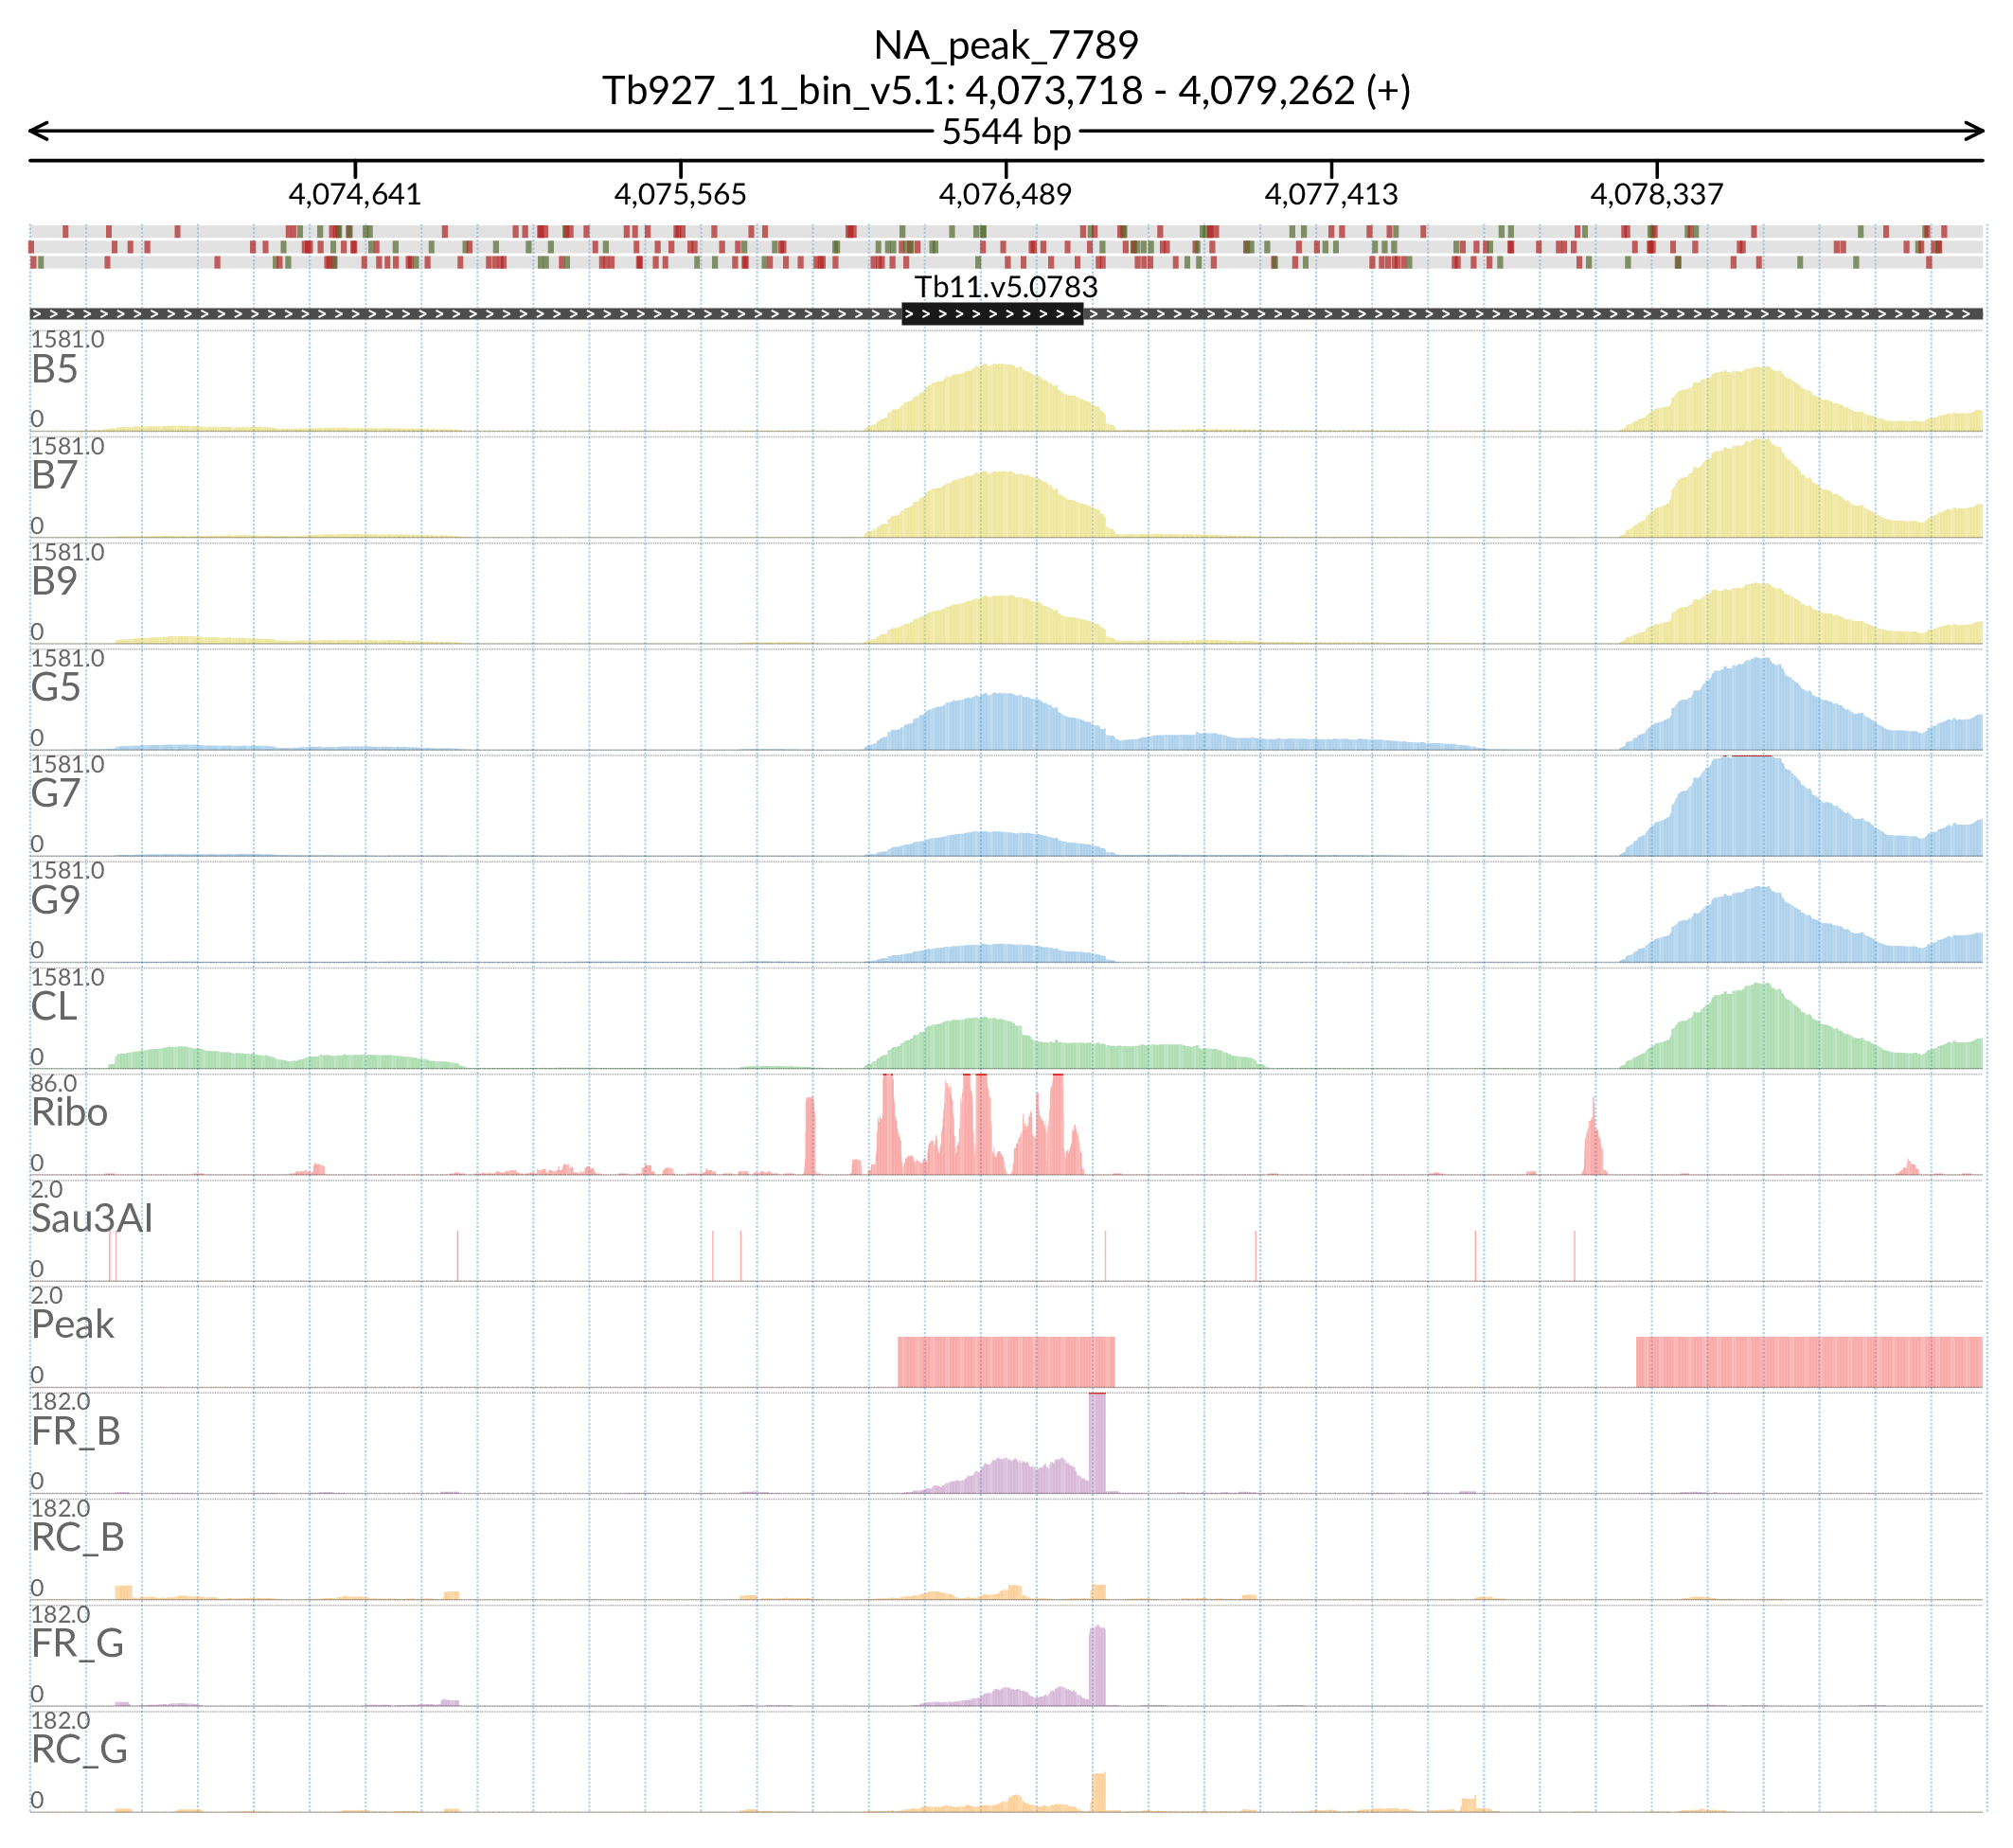 NA_peak_7789
Tb927_11_bin_v5.1: 4,073,718 - 4,079,262 (+)
5544 bp
4,074,641 4,075,565 4,076,489 4,077,413 4,078,337
Tb11.v5.0783
1581.0
B5
0
1581.0
B7
0
1581.0
B9
0
1581.0
G5
0
1581.0
G7
0
1581.0
G9
0
1581.0
CL
0
86.0
Ribo
0
2.0
Sau3AI
0
2.0
Peak
0
182.0
FR_B
0
182.0
RC_B
0
182.0
FR_G
0
182.0
RC_G
0